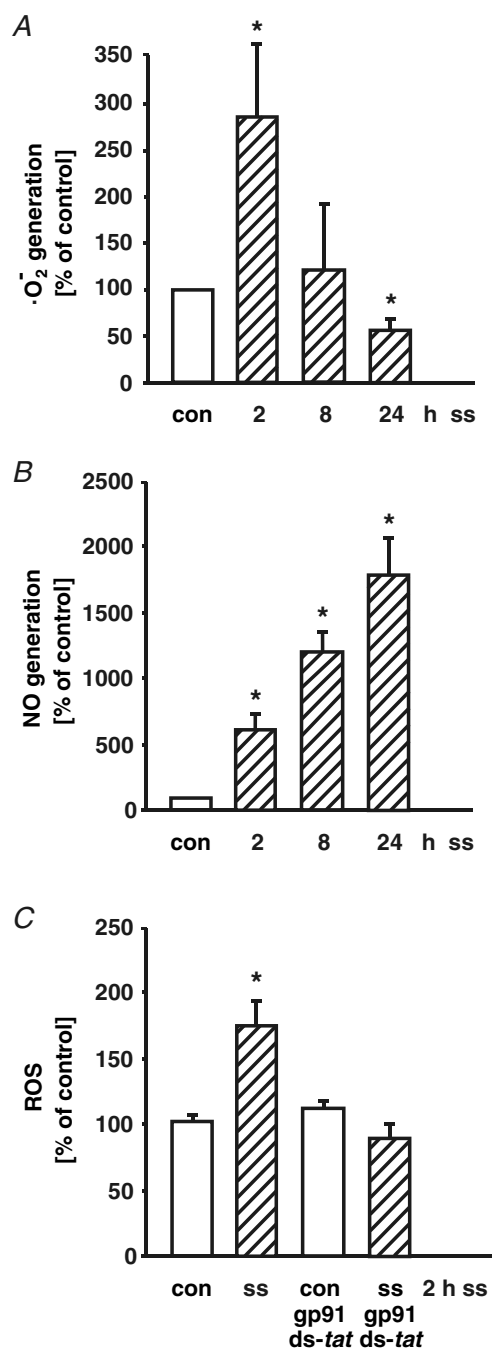 A
·O₂⁻ generation
[% of control]
350
300
250
200
150
100
50
0
*
*
con 2 8 24 h ss
B
NO generation
[% of control]
2500
2000
1500
1000
500
0
*
*
*
con 2 8 24 h ss
C
ROS
[% of control]
250
200
150
100
50
0
*
con ss con ss 2 h ss
gp91 gp91
ds-tat ds-tat